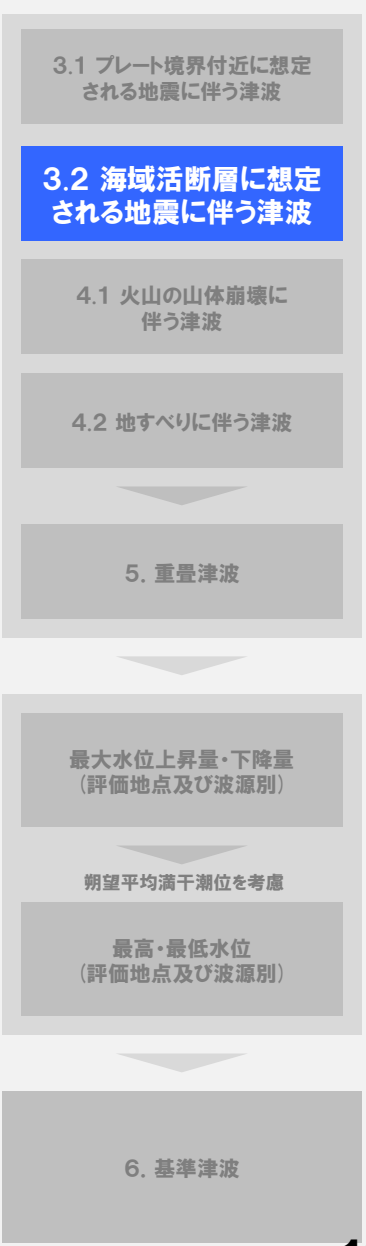 3.1 プレート境界付近に想定
される地震に伴う津波
3.2 海域活断層に想定
される地震に伴う津波
4.1 火山の山体崩壊に
伴う津波
4.2 地すべりに伴う津波
5. 重畳津波
最大水位上昇量・下降量
(評価地点及び波源別)
朔望平均満干潮位を考慮
最高・最低水位
(評価地点及び波源別)
6. 基準津波